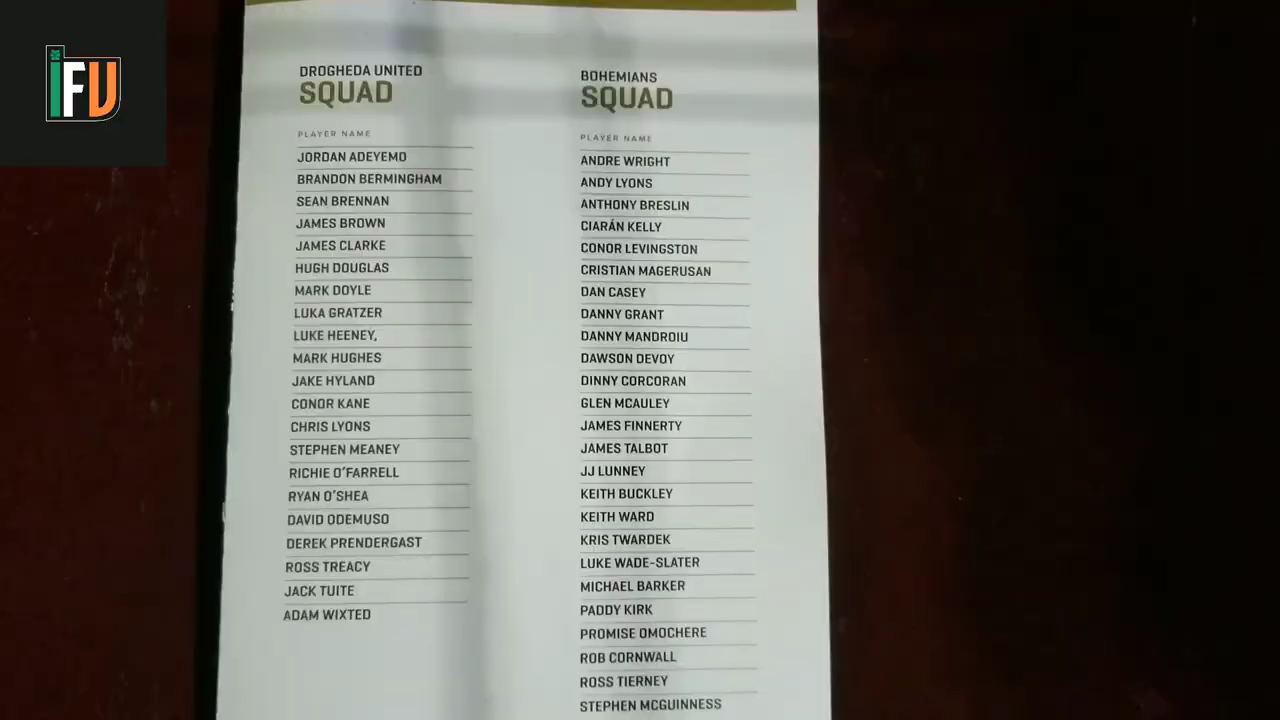 IFU
DROGHEDA UNITED
SQUAD
PLAYER NAME
JORDAN ADEYEMO
BRANDON BERMINGHAM
SEAN BRENNAN
JAMES BROWN
JAMES CLARKE
HUGH DOUGLAS
MARK DOYLE
LUKA GRATZER
LUKE HEENEY,
MARK HUGHES
JAKE HYLAND
CONOR KANE
CHRIS LYONS
STEPHEN MEANEY
RICHIE O'FARRELL
RYAN O'SHEA
DAVID ODEMUSO
DEREK PRENDERGAST
ROSS TREACY
JACK TUITE
ADAM WIXTED
BOHEMIANS
SQUAD
PLAYER NAME
ANDRE WRIGHT
ANDY LYONS
ANTHONY BRESLIN
CIARÁN KELLY
CONOR LEVINGSTON
CRISTIAN MAGERUSAN
DAN CASEY
DANNY GRANT
DANNY MANDROIU
DAWSON DEVOY
DINNY CORCORAN
GLEN MCAULEY
JAMES FINNERTY
JAMES TALBOT
JJ LUNNEY
KEITH BUCKLEY
KEITH WARD
KRIS TWARDEK
LUKE WADE-SLATER
MICHAEL BARKER
PADDY KIRK
PROMISE OMOCHERE
ROB CORNWALL
ROSS TIERNEY
STEPHEN MCGUINNESS